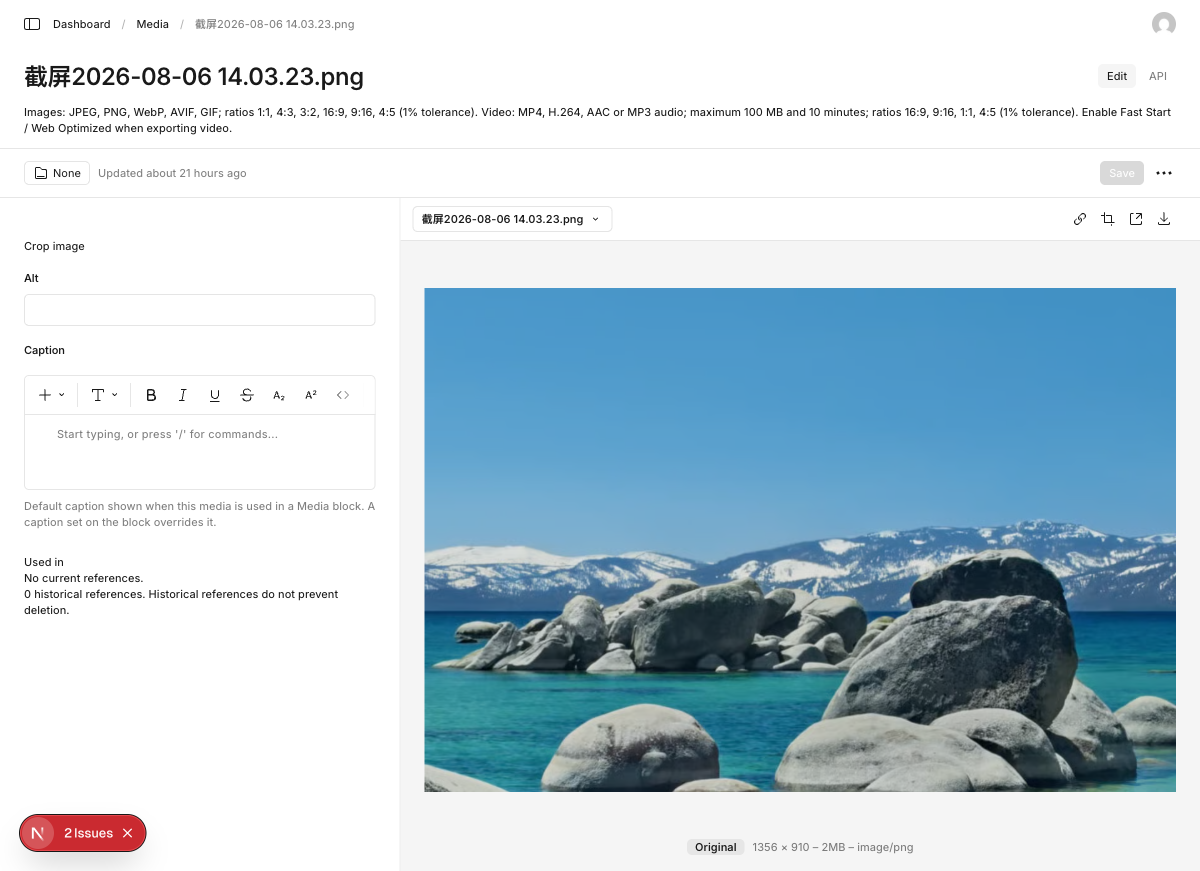 Dashboard / Media / 截屏2026-08-06 14.03.23.png
截屏2026-08-06 14.03.23.png
Edit API
Images: JPEG, PNG, WebP, AVIF, GIF; ratios 1:1, 4:3, 3:2, 16:9, 9:16, 4:5 (1% tolerance). Video: MP4, H.264, AAC or MP3 audio; maximum 100 MB and 10 minutes; ratios 16:9, 9:16, 1:1, 4:5 (1% tolerance). Enable Fast Start
/ Web Optimized when exporting video.
None Updated about 21 hours ago
Save
截屏2026-08-06 14.03.23.png
Crop image
Alt
Caption
T B I U S A₂ A² <>
Start typing, or press '/' for commands...
Default caption shown when this media is used in a Media block. A
caption set on the block overrides it.
Used in
No current references.
0 historical references. Historical references do not prevent
deletion.
N 2 Issues
Original 1356 × 910 – 2MB – image/png